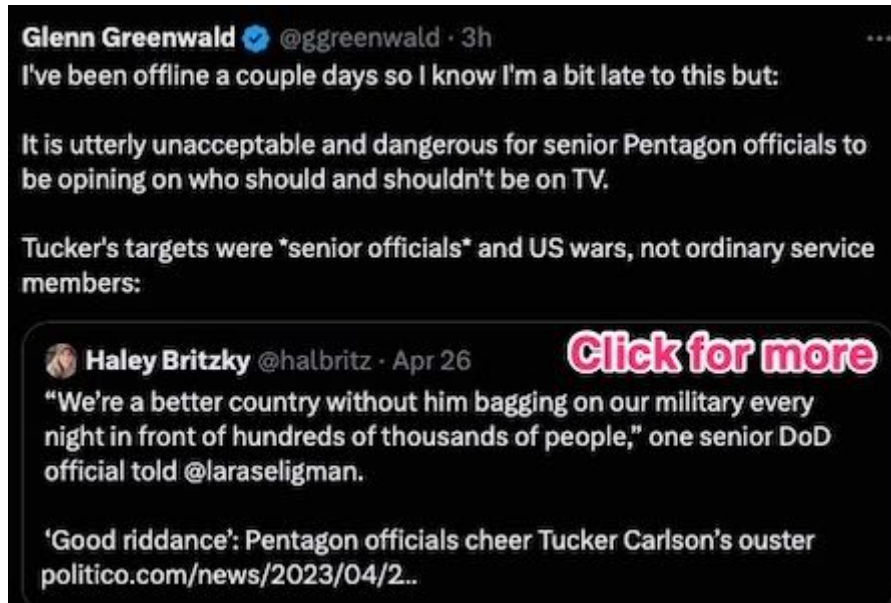 Glenn Greenwald @ggreenwald · 3h
I've been offline a couple days so I know I'm a bit late to this but:
It is utterly unacceptable and dangerous for senior Pentagon officials to
be opining on who should and shouldn't be on TV.
Tucker's targets were *senior officials* and US wars, not ordinary service
members:
Haley Britzky @halbritz · Apr 26
Click for more
“We're a better country without him bagging on our military every
night in front of hundreds of thousands of people,” one senior DoD
official told @laraseligman.
‘Good riddance’: Pentagon officials cheer Tucker Carlson's ouster
politico.com/news/2023/04/2...